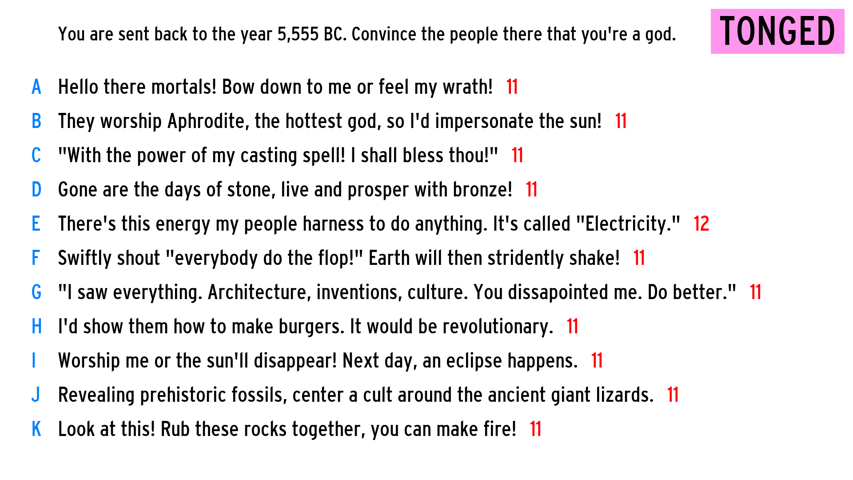 You are sent back to the year 5,555 BC. Convince the people there that you're a god.
TONGED
A Hello there mortals! Bow down to me or feel my wrath! 11
B They worship Aphrodite, the hottest god, so I'd impersonate the sun! 11
C "With the power of my casting spell! I shall bless thou!" 11
D Gone are the days of stone, live and prosper with bronze! 11
E There's this energy my people harness to do anything. It's called "Electricity." 12
F Swiftly shout "everybody do the flop!" Earth will then stridently shake! 11
G "I saw everything. Architecture, inventions, culture. You dissapointed me. Do better." 11
H I'd show them how to make burgers. It would be revolutionary. 11
I Worship me or the sun'll disappear! Next day, an eclipse happens. 11
J Revealing prehistoric fossils, center a cult around the ancient giant lizards. 11
K Look at this! Rub these rocks together, you can make fire! 11